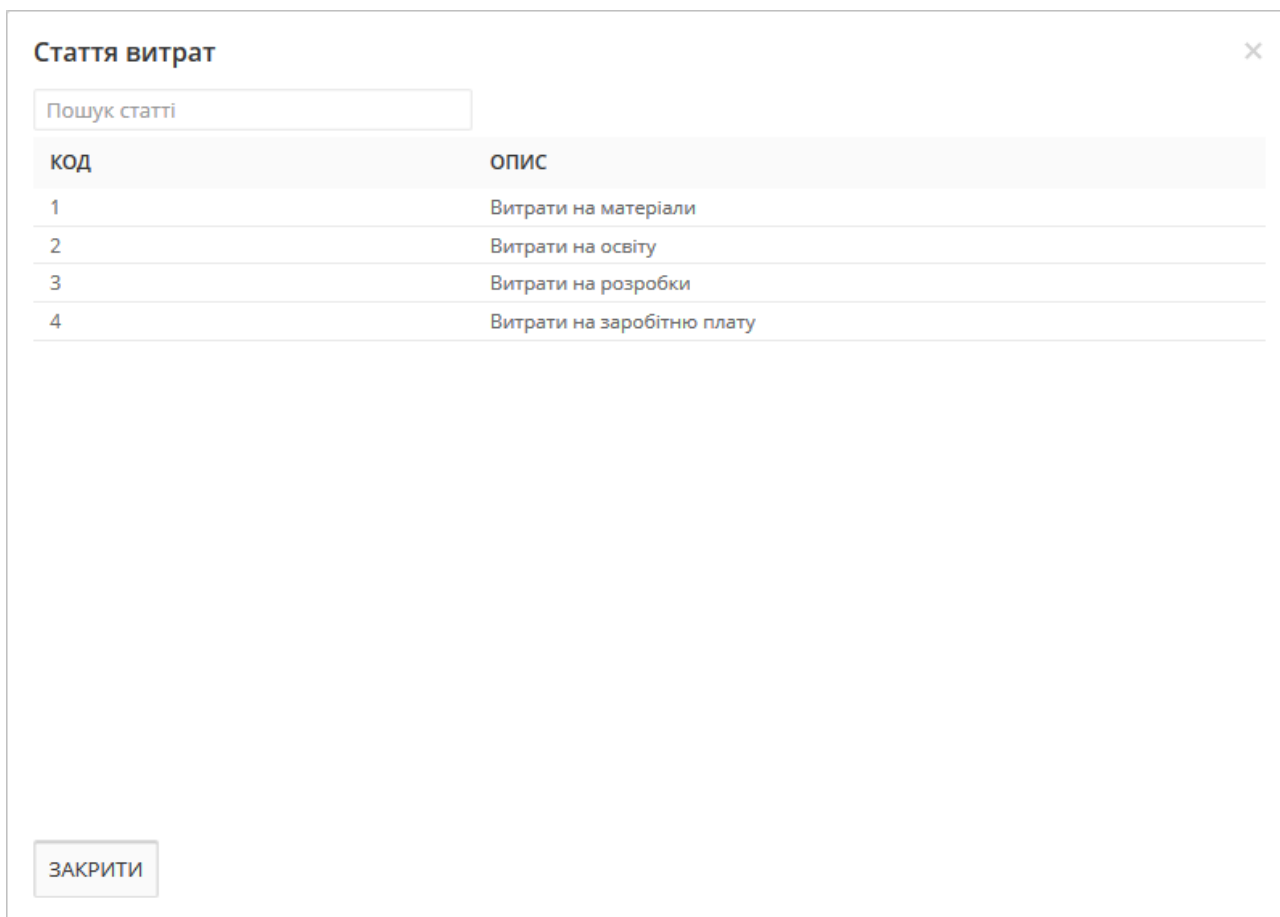 Стаття витрат
Пошук статті
КОД ОПИС
1 Витрати на матеріали
2 Витрати на освіту
3 Витрати на розробки
4 Витрати на заробітню плату
ЗАКРИТИ